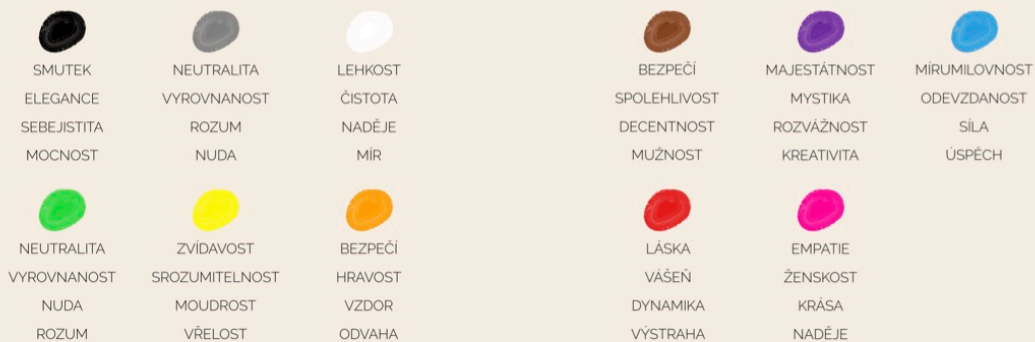 SMUTEK
ELEGANCE
SEBEJISTITA
MOCNOST
NEUTRALITA
VYROVNANOST
ROZUM
NUDA
LEHKOST
ČISTOTA
NADĚJE
MÍR
BEZPEČÍ
SPOLEHLIVOST
DECENTNOST
MUŽNOST
MAJESTÁTNOST
MYSTIKA
ROZVÁŽNOST
KREATIVITA
MÍRUMILOVNOST
ODEVZDANOST
SÍLA
ÚSPĚCH
NEUTRALITA
VYROVNANOST
NUDA
ROZUM
ZVÍDAVOST
SROZUMITELNOST
MOUDROST
VŘELOST
BEZPEČÍ
HRAVOST
VZDOR
ODVAHA
LÁSKA
VÁŠEŇ
DYNAMIKA
VÝSTRAHA
EMPATIE
ŽENSKOST
KRÁSA
NADĚJE